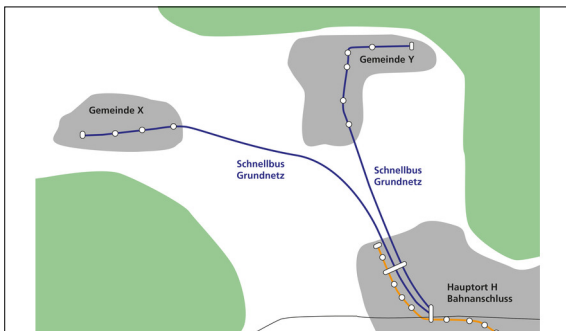 Gemeinde Y
Gemeinde X
Schnellbus
Grundnetz
Schnellbus
Grundnetz
Hauptort H
Bahnanschluss